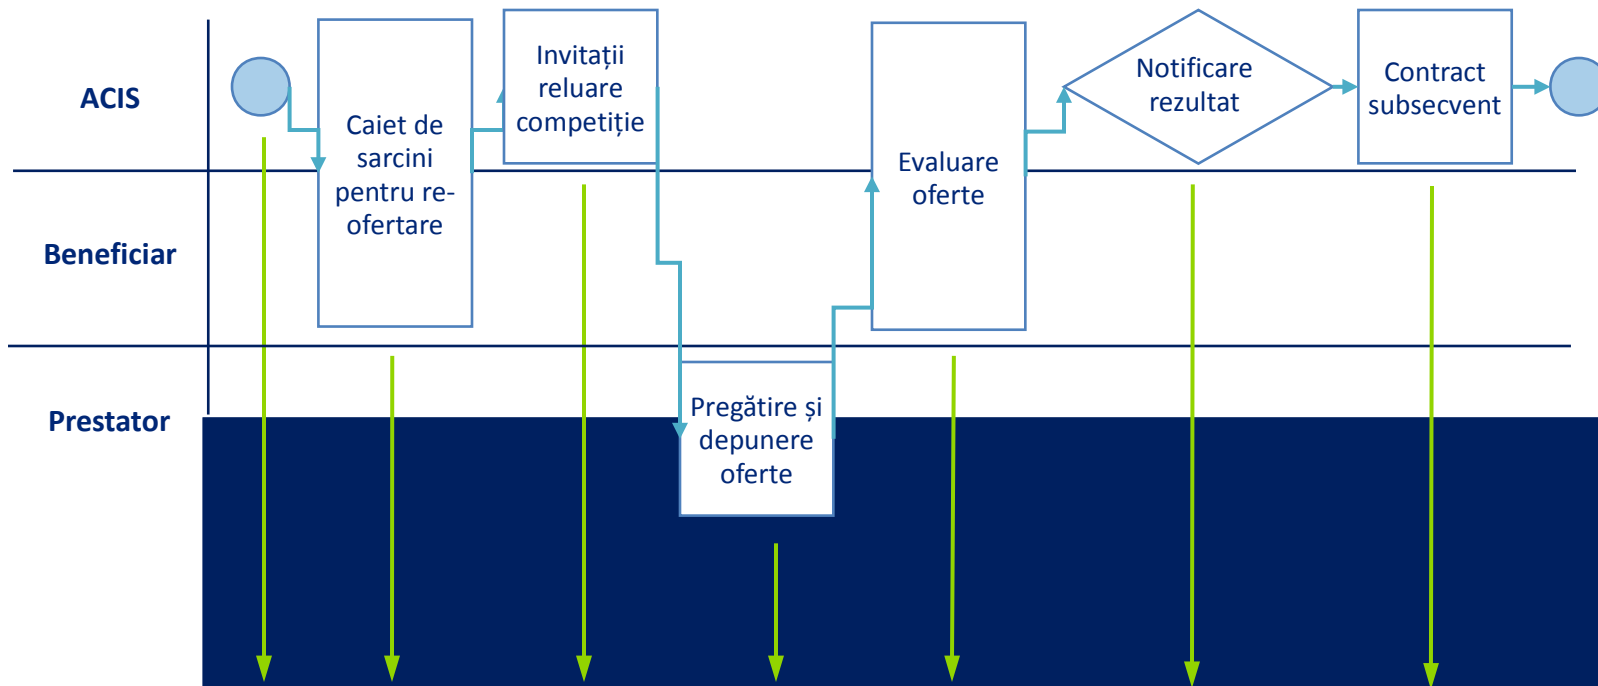 ACIS
Caiet de
sarcini
pentru re-
ofertare
Invitații
reluare
competiție
Evaluare
oferte
Notificare
rezultat
Contract
subsecvent
Beneficiar
Prestator
Pregătire și
depunere
oferte